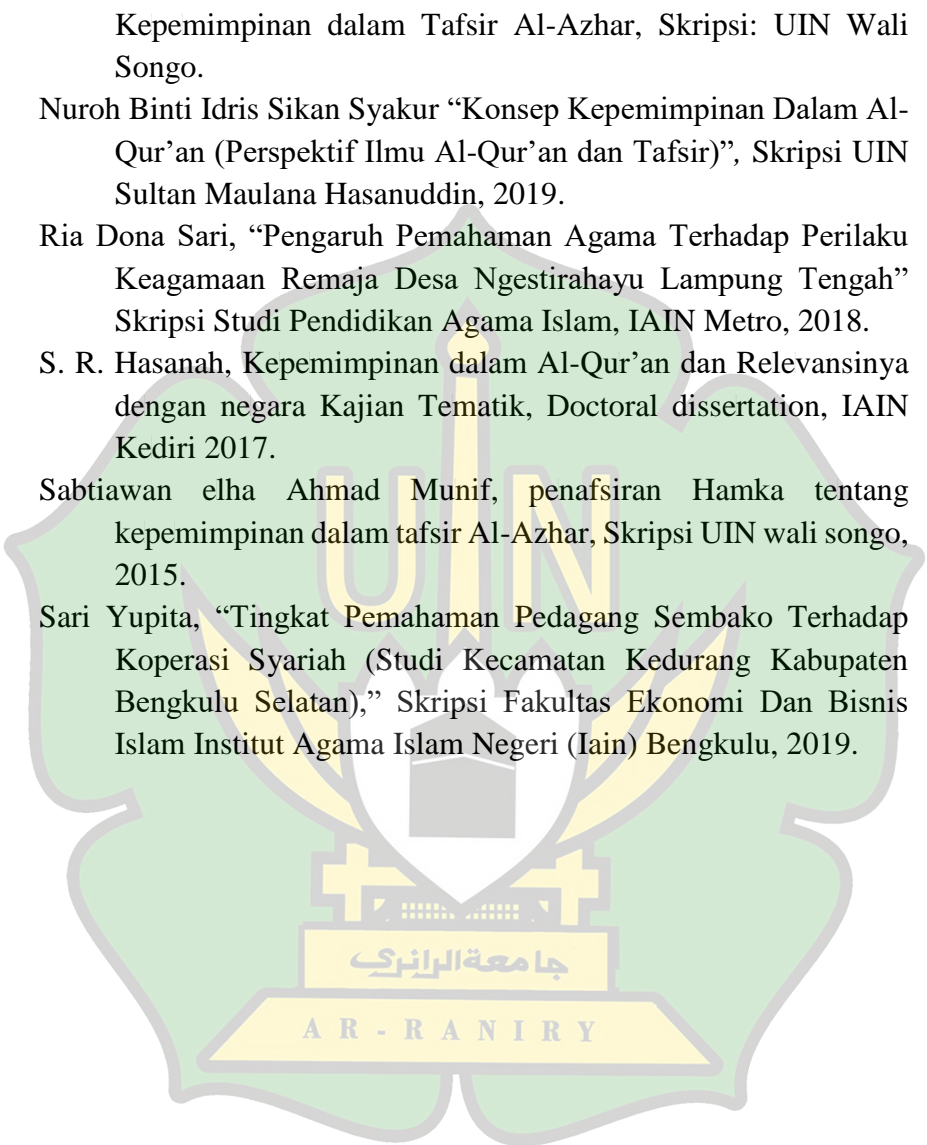 Kepemimpinan dalam Tafsir Al-Azhar, Skripsi: UIN Wali
Songo.
Nuroh Binti Idris Sikan Syakur “Konsep Kepemimpinan Dalam Al-
Qur’an (Perspektif Ilmu Al-Qur’an dan Tafsir)”, Skripsi UIN
Sultan Maulana Hasanuddin, 2019.
Ria Dona Sari, “Pengaruh Pemahaman Agama Terhadap Perilaku
Keagamaan Remaja Desa Ngestirahayu Lampung Tengah”
Skripsi Studi Pendidikan Agama Islam, IAIN Metro, 2018.
S. R. Hasanah, Kepemimpinan dalam Al-Qur’an dan Relevansinya
dengan negara Kajian Tematik, Doctoral dissertation, IAIN
Kediri 2017.
Sabtiawan elha Ahmad Munif, penafsiran Hamka tentang
kepemimpinan dalam tafsir Al-Azhar, Skripsi UIN wali songo,
2015.
Sari Yupita, “Tingkat Pemahaman Pedagang Sembako Terhadap
Koperasi Syariah (Studi Kecamatan Kedurang Kabupaten
Bengkulu Selatan),” Skripsi Fakultas Ekonomi Dan Bisnis
Islam Institut Agama Islam Negeri (Iain) Bengkulu, 2019.
UIN
جامعة الرانري
AR-RANIRY